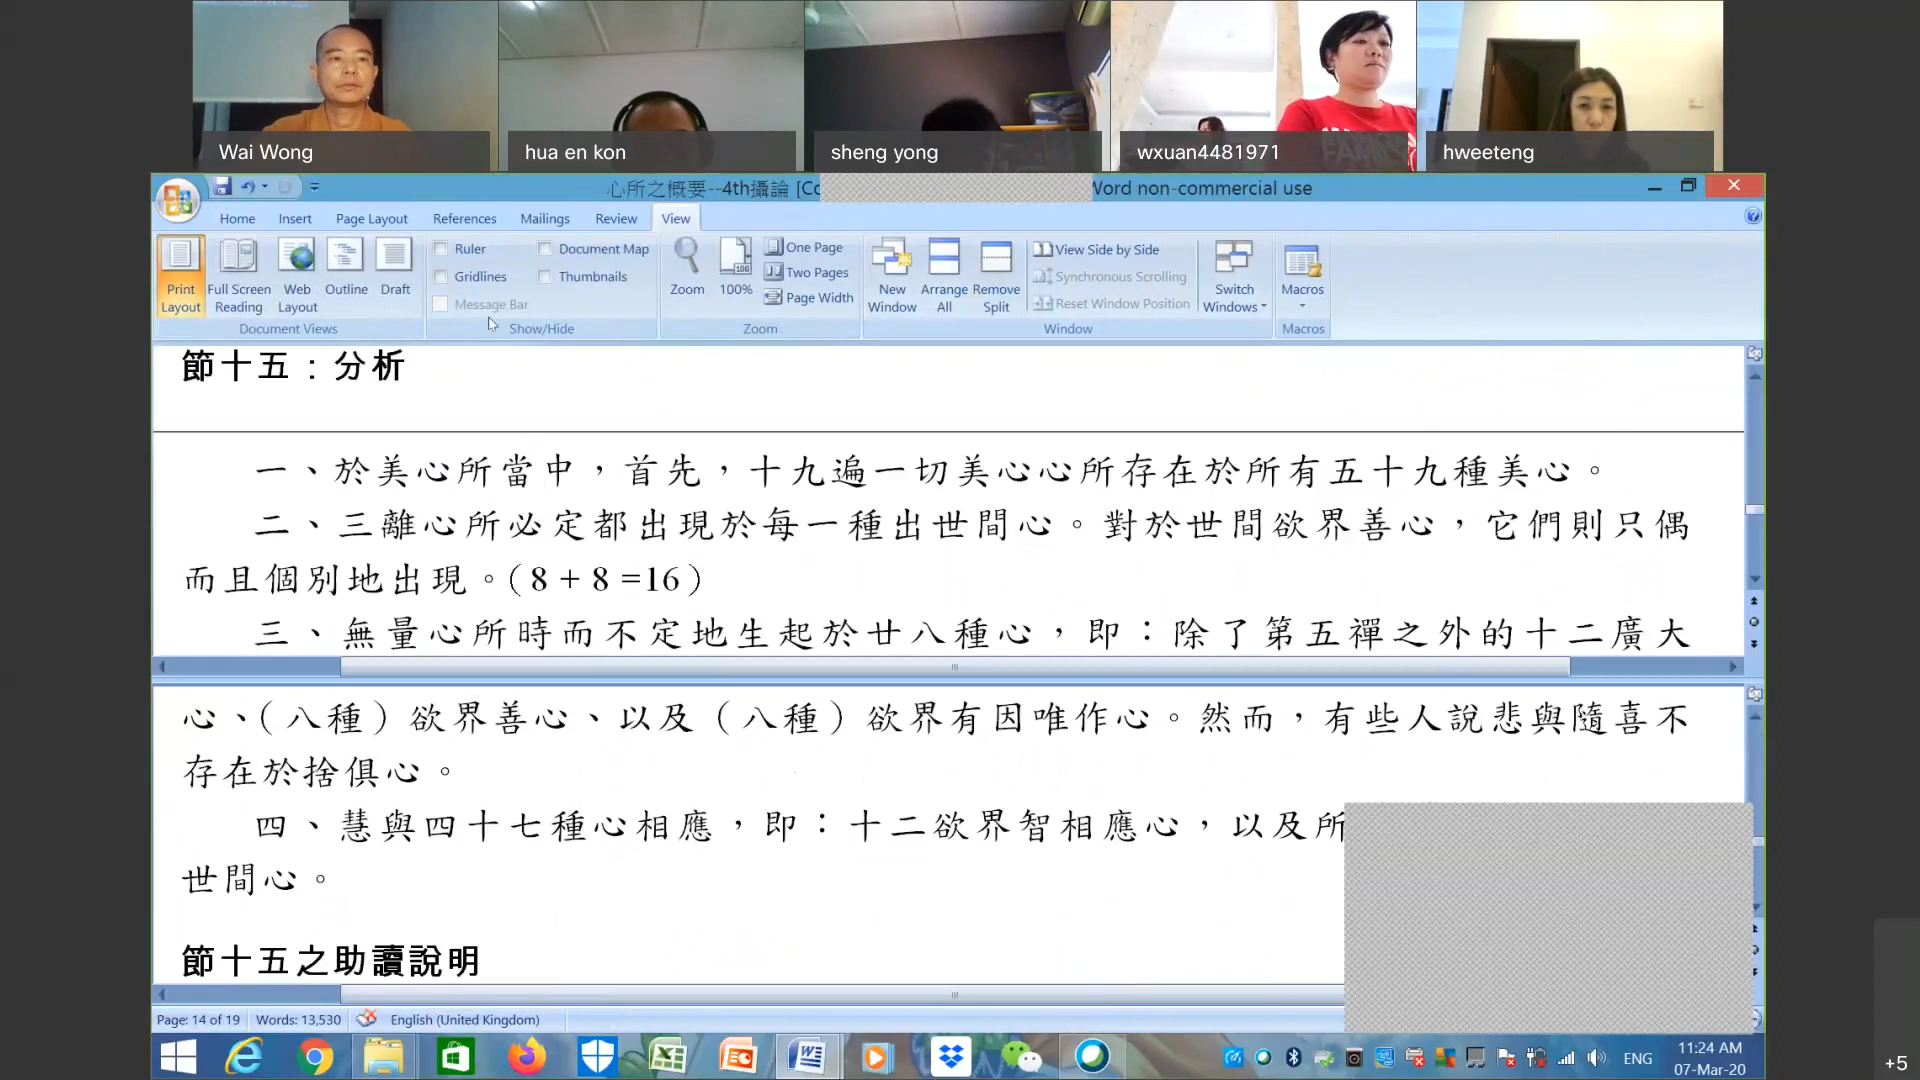 Wai Wong
hua en kon
sheng yong
wxuan4481971
hweeteng
心所之概要--4th攝論 [Co
Word non-commercial use
Home Insert Page Layout References Mailings Review View
Print Layout
Full Screen Reading
Web Layout
Outline
Draft
Document Views
Ruler
Gridlines
Message Bar
Document Map
Thumbnails
Show/Hide
Zoom
100%
One Page
Two Pages
Page Width
Zoom
New Window
Arrange All
Remove Split
View Side by Side
Synchronous Scrolling
Reset Window Position
Window
Switch Windows
Macros
Macros
節十五：分析
一、於美心所當中，首先，十九遍一切美心心所存在於所有五十九種美心。
二、三離心所必定都出現於每一種出世間心。對於世間欲界善心，它們則只偶
而且個別地出現。(8 + 8 =16)
三、無量心所時而不定地生起於廿八種心，即：除了第五禪之外的十二廣大
心、(八種)欲界善心、以及(八種)欲界有因唯作心。然而，有些人說悲與隨喜不
存在於捨俱心。
四、慧與四十七種心相應，即：十二欲界智相應心，以及所
世間心。
節十五之助讀說明
Page: 14 of 19 Words: 13,530 English (United Kingdom)
ENG
11:24 AM
07-Mar-20
+5